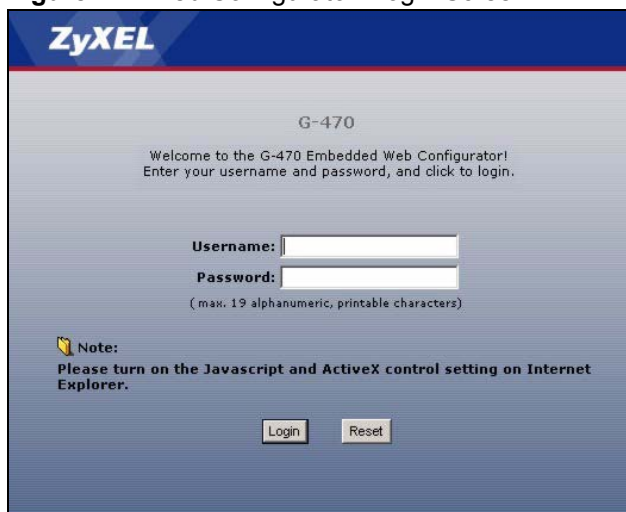 ZyXEL
G-470
Welcome to the G-470 Embedded Web Configurator!
Enter your username and password, and click to login.
Username:
Password:
( max. 19 alphanumeric, printable characters)
Note:
Please turn on the Javascript and ActiveX control setting on Internet
Explorer.
Login Reset